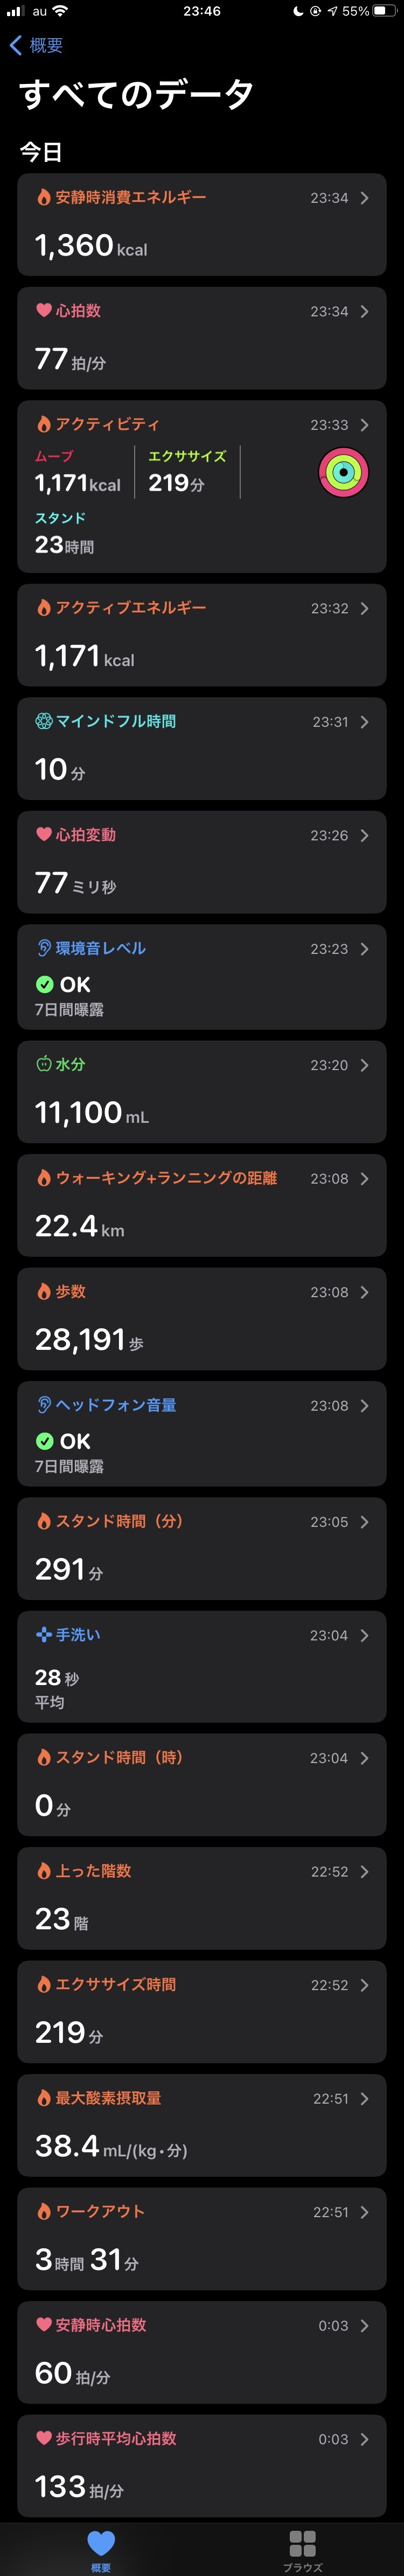 au 23:46 55%
概要
すべてのデータ
今日
安静時消費エネルギー 23:34
1,360 kcal
心拍数 23:34
77 拍/分
アクティビティ 23:33
ムーブ エクササイズ
1,171kcal 219分
スタンド
23時間
アクティブエネルギー 23:32
1,171 kcal
マインドフル時間 23:31
10 分
心拍変動 23:26
77 ミリ秒
環境音レベル 23:23
OK
7日間曝露
水分 23:20
11,100 mL
ウォーキング+ランニングの距離 23:08
22.4 km
歩数 23:08
28,191 歩
ヘッドフォン音量 23:08
OK
7日間曝露
スタンド時間（分） 23:05
291 分
手洗い 23:04
28 秒
平均
スタンド時間（時） 23:04
0 分
上った階数 22:52
23 階
エクササイズ時間 22:52
219 分
最大酸素摂取量 22:51
38.4 mL/(kg・分)
ワークアウト 22:51
3 時間 31 分
安静時心拍数 0:03
60 拍/分
歩行時平均心拍数 0:03
133 拍/分
概要 ブラウズ